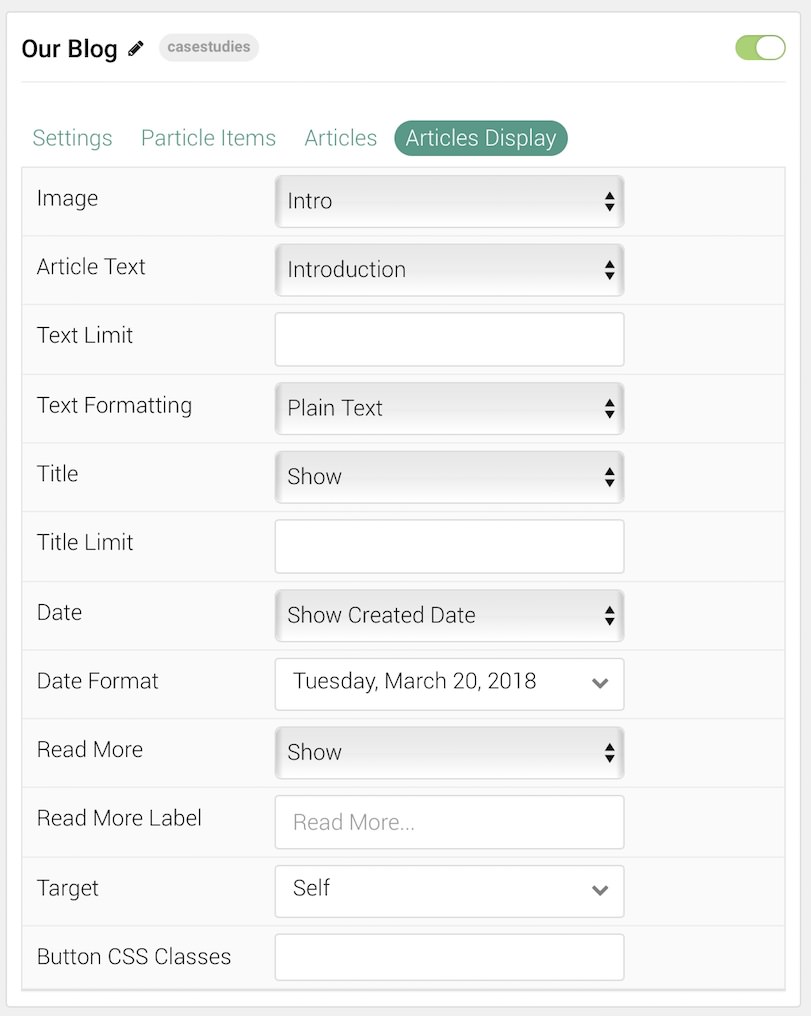 Our Blog casestudies
Settings Particle Items Articles Articles Display
Image Intro
Article Text Introduction
Text Limit
Text Formatting Plain Text
Title Show
Title Limit
Date Show Created Date
Date Format Tuesday, March 20, 2018
Read More Show
Read More Label Read More...
Target Self
Button CSS Classes